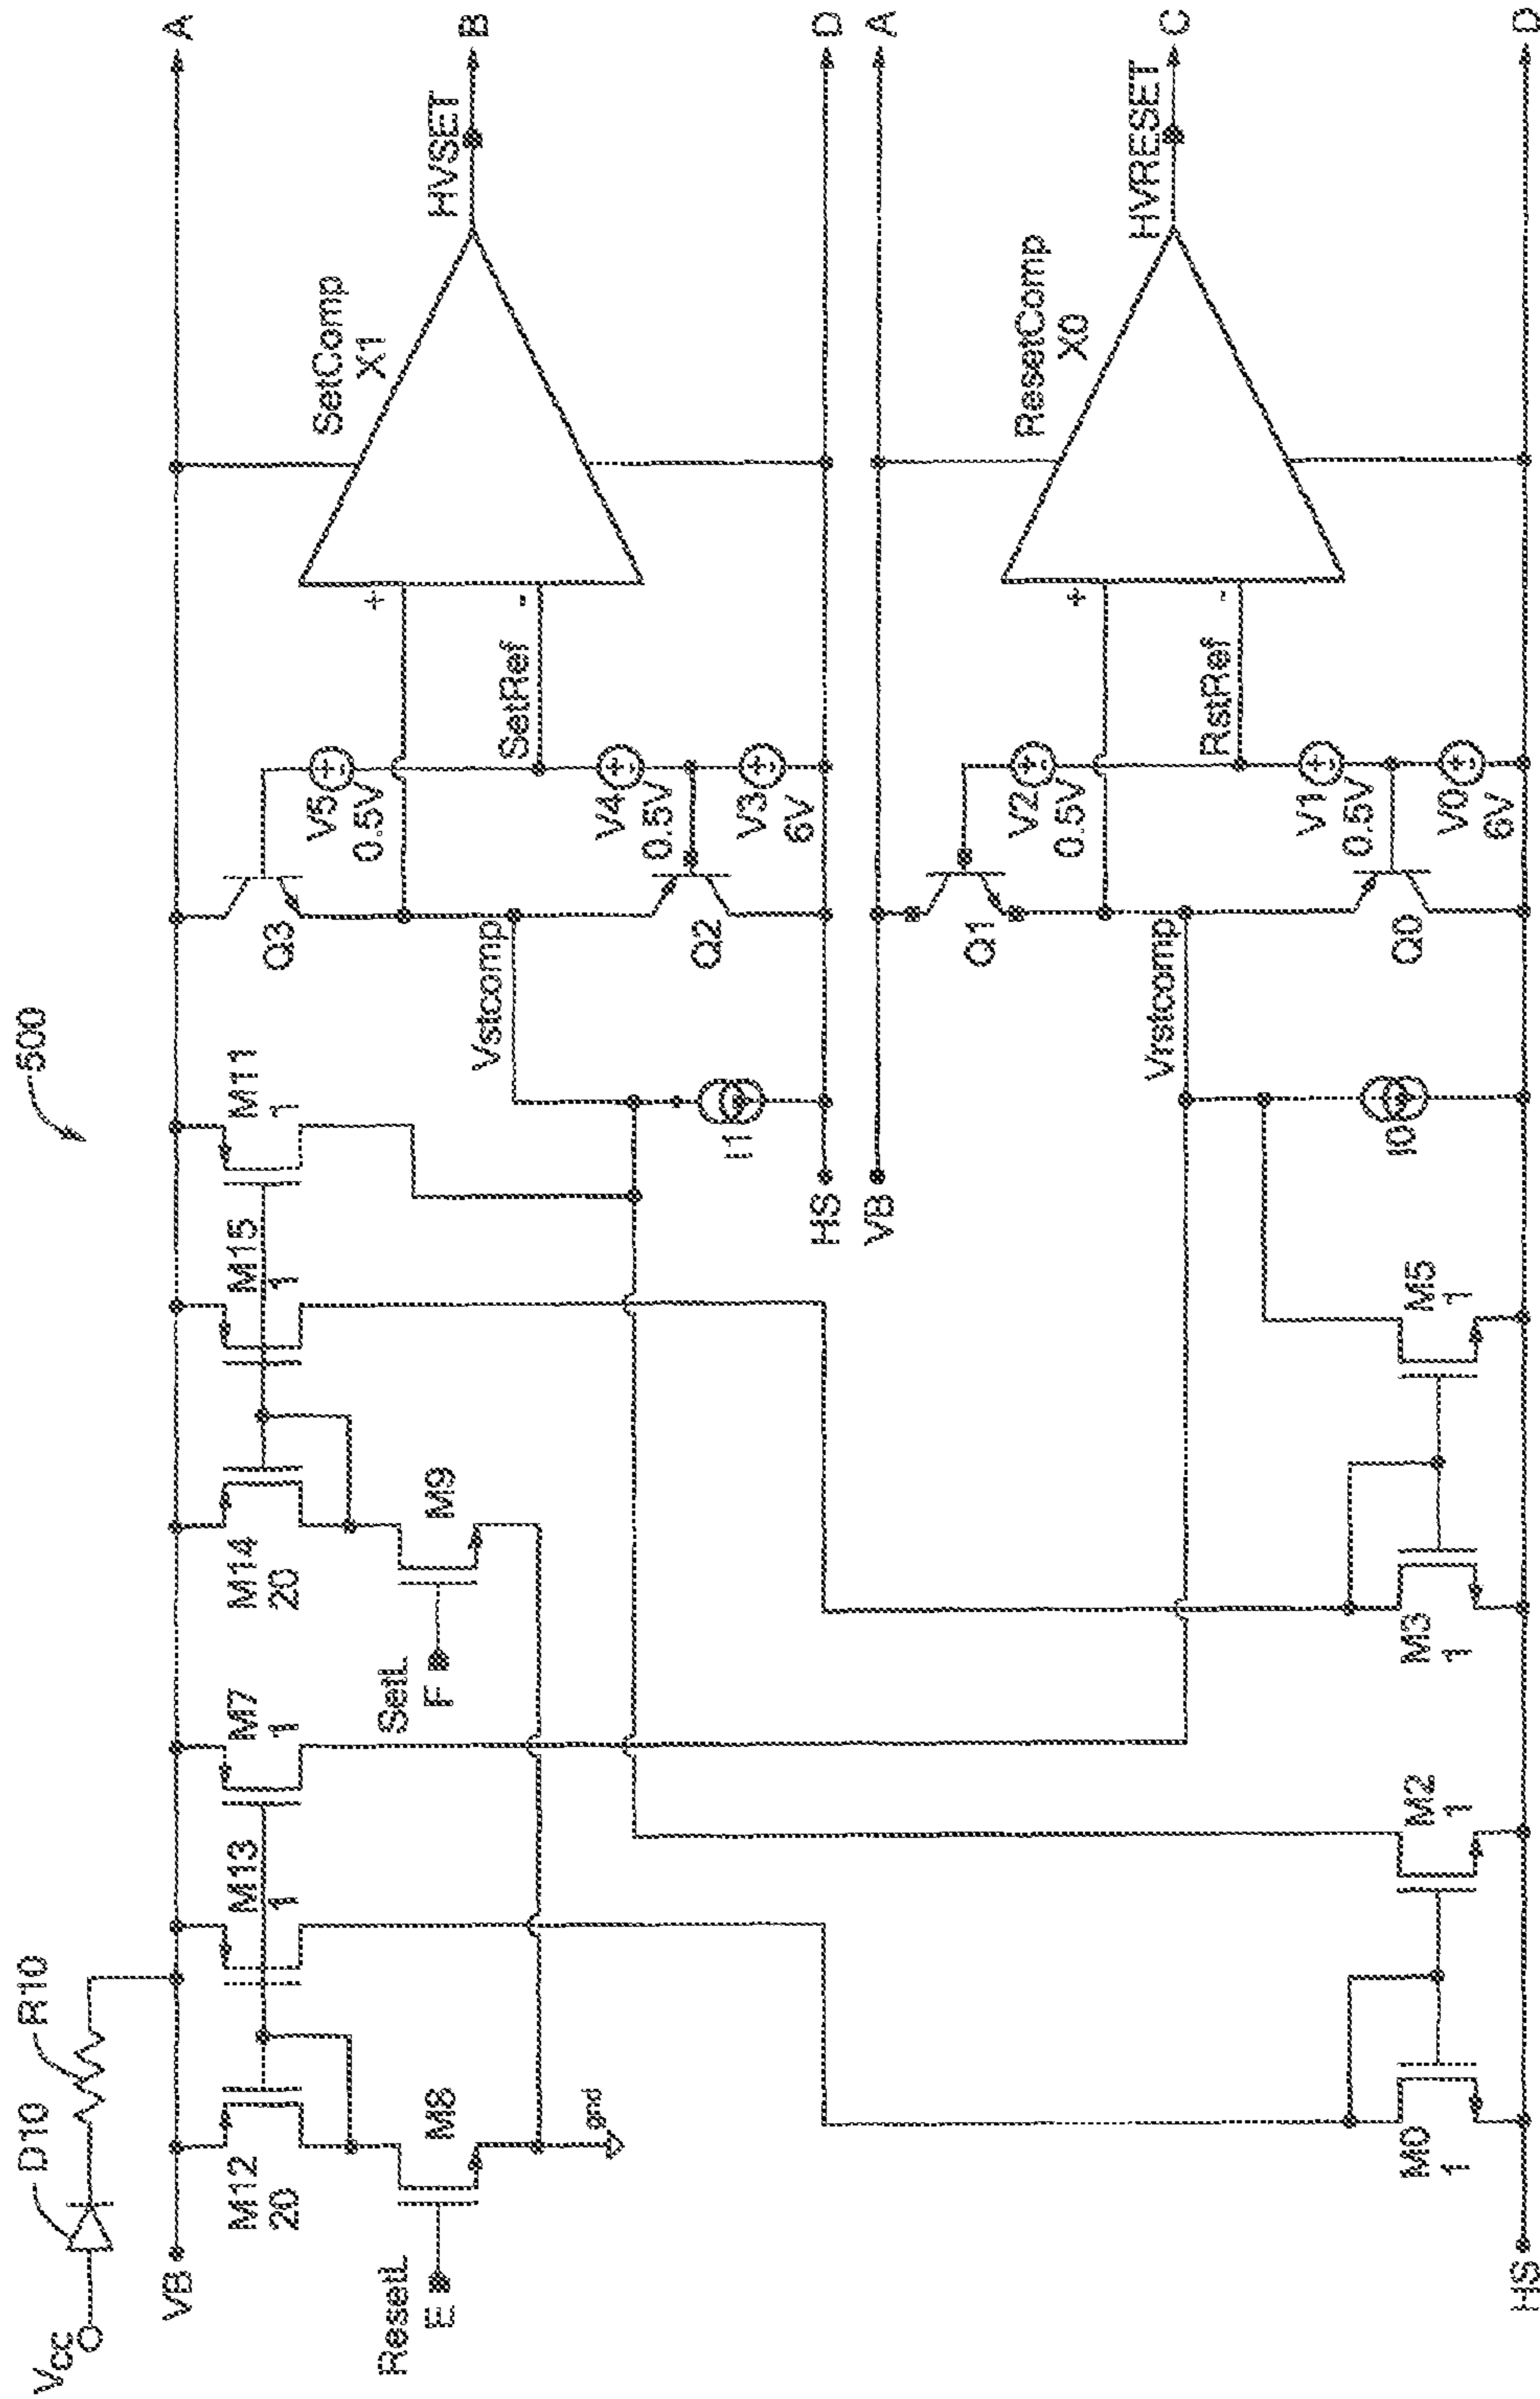 500
VCC
D10
R10
VB
A
M12
20
M13
1
M7
1
M14
20
M15
1
M11
1
Q3
V5
0.5V
SetComp
X1
HVSET
B
+
-
SetRef
ResetL
E
M8
gnd
SetL
F
M9
Vstcomp
V4
0.5V
I1
Q2
V3
6V
HS
D
VB
A
Q1
V2
0.5V
ResetComp
X0
HVRESET
C
+
-
RstRef
Vrstcomp
V1
0.5V
M0
1
M2
1
M3
1
M5
1
I0
Q0
V0
6V
HS
D